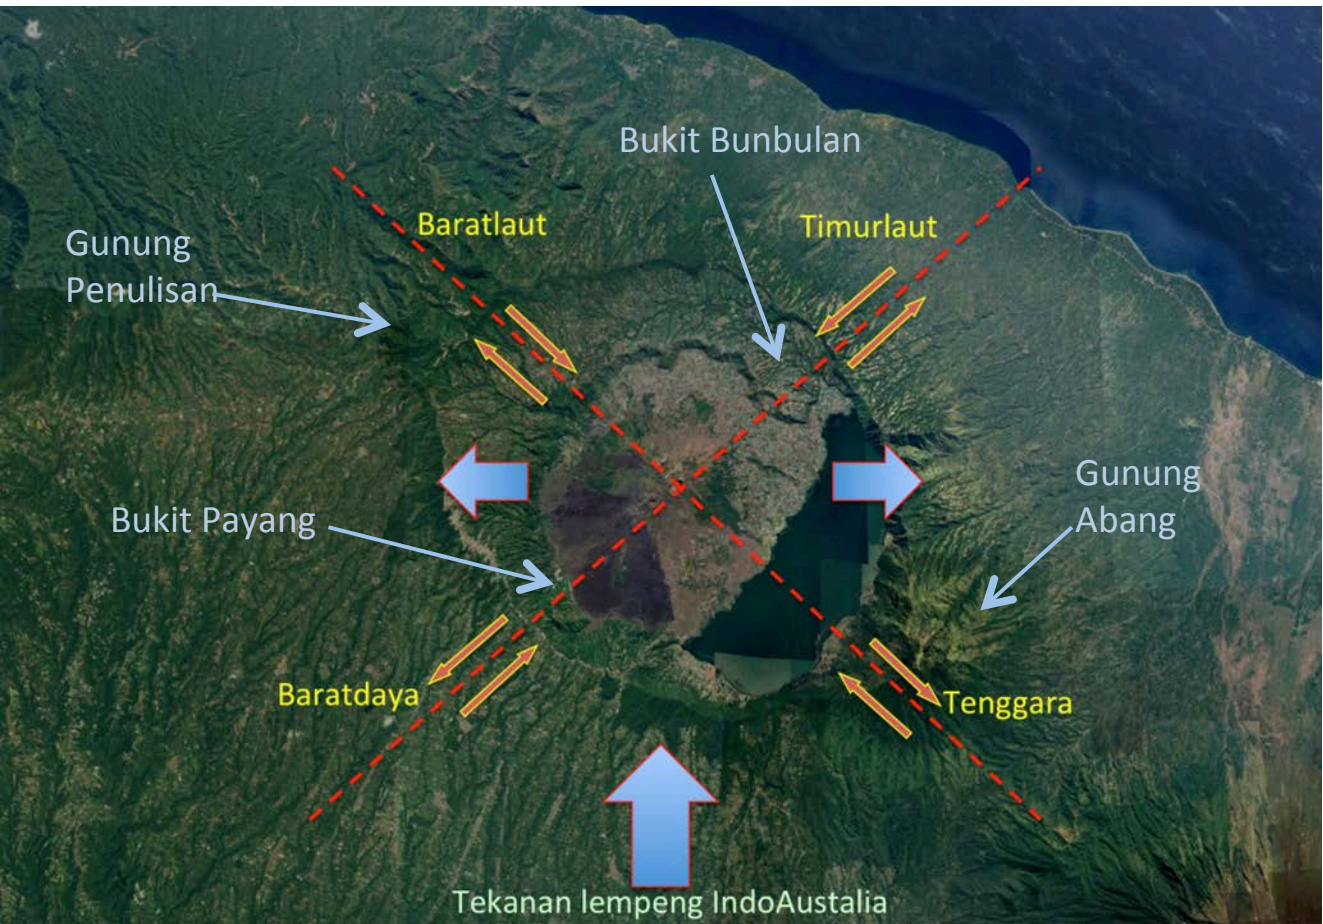 Bukit Bunbulan
Baratlaut
Timurlaut
Gunung
Penulisan
Gunung
Abang
Bukit Payang
Baratdaya
Tenggara
Tekanan lempeng IndoAustalia